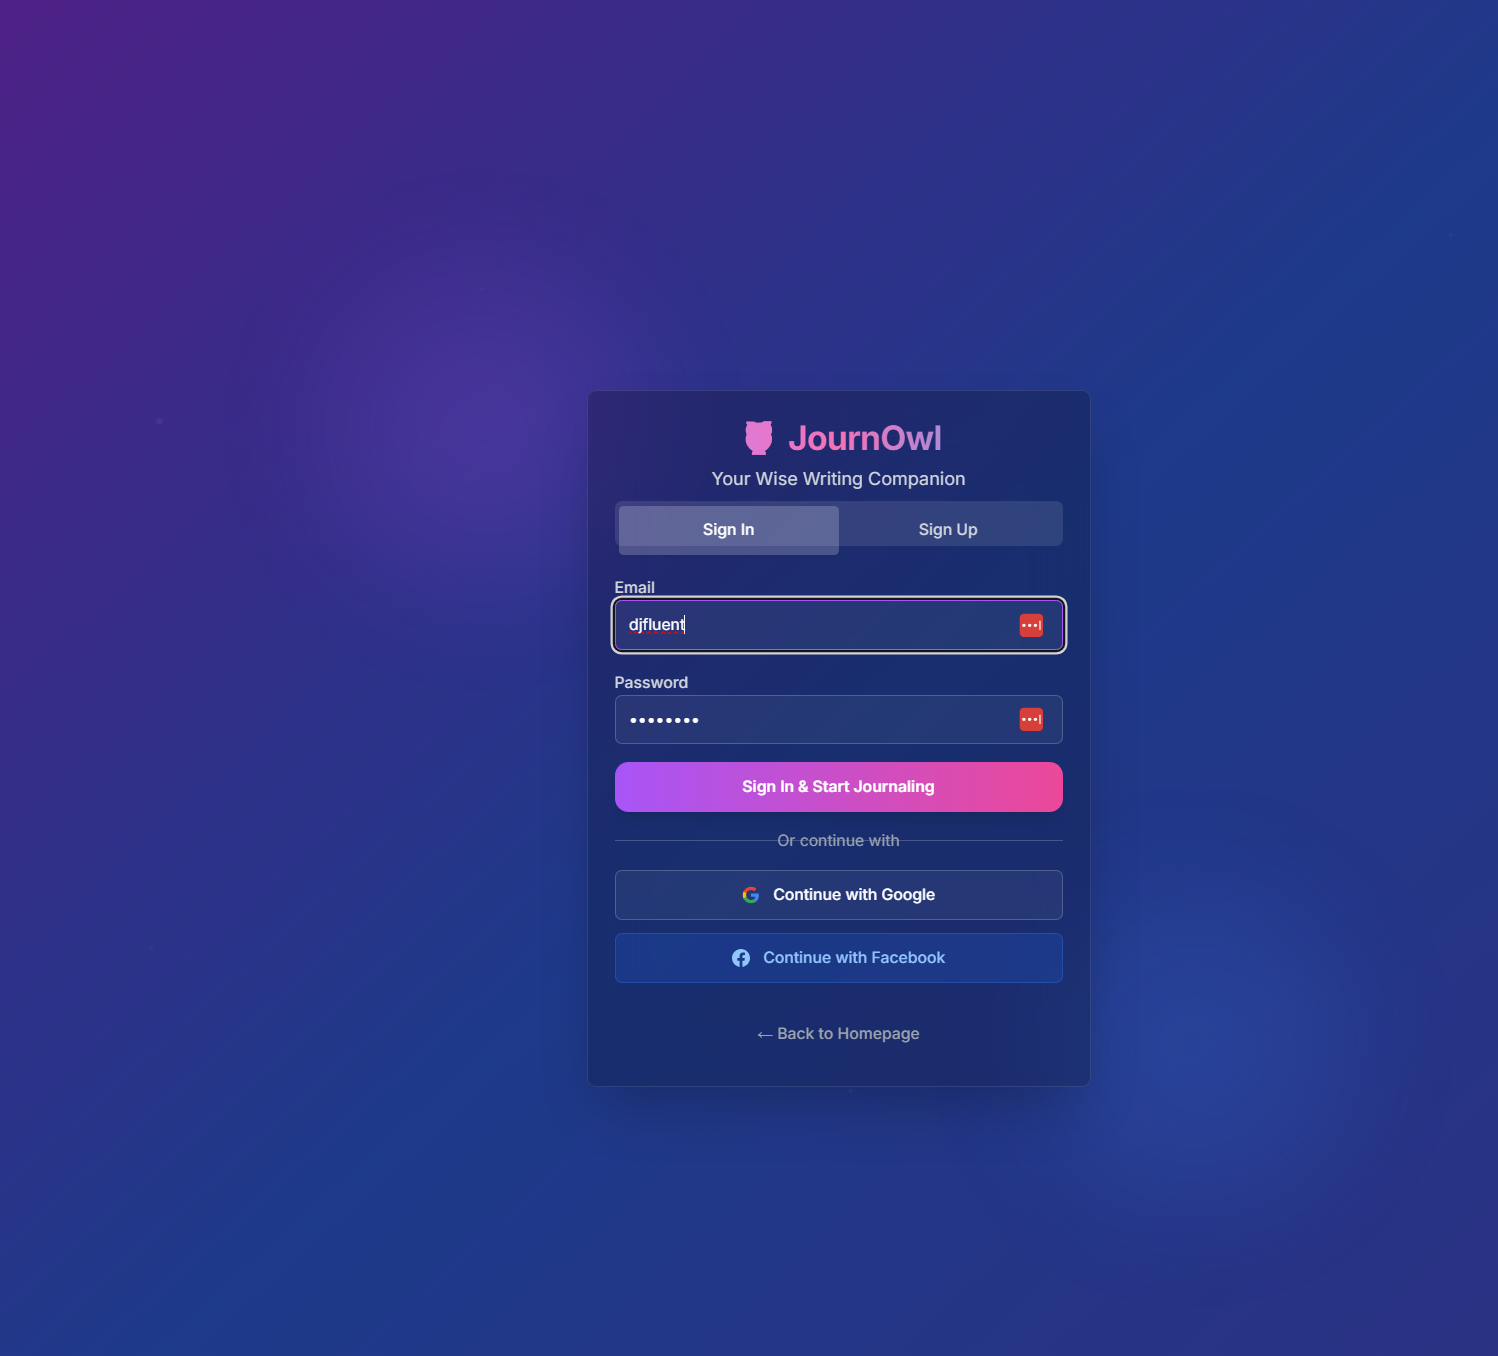 JournOwl
Your Wise Writing Companion
Sign In
Sign Up
Email
djfluent
Password
••••••••
Sign In & Start Journaling
Or continue with
Continue with Google
Continue with Facebook
← Back to Homepage